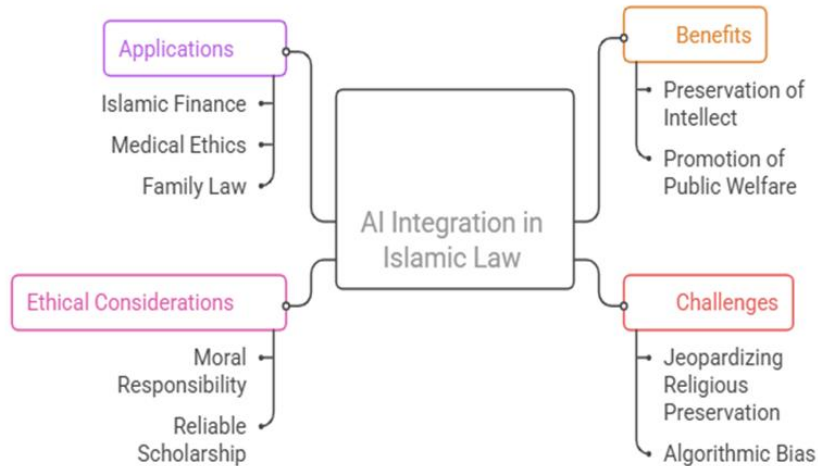 Applications
Islamic Finance
Medical Ethics
Family Law
Ethical Considerations
Moral
Responsibility
Reliable
Scholarship
AI Integration in
Islamic Law
Benefits
Preservation of
Intellect
Promotion of
Public Welfare
Challenges
Jeopardizing
Religious
Preservation
Algorithmic Bias